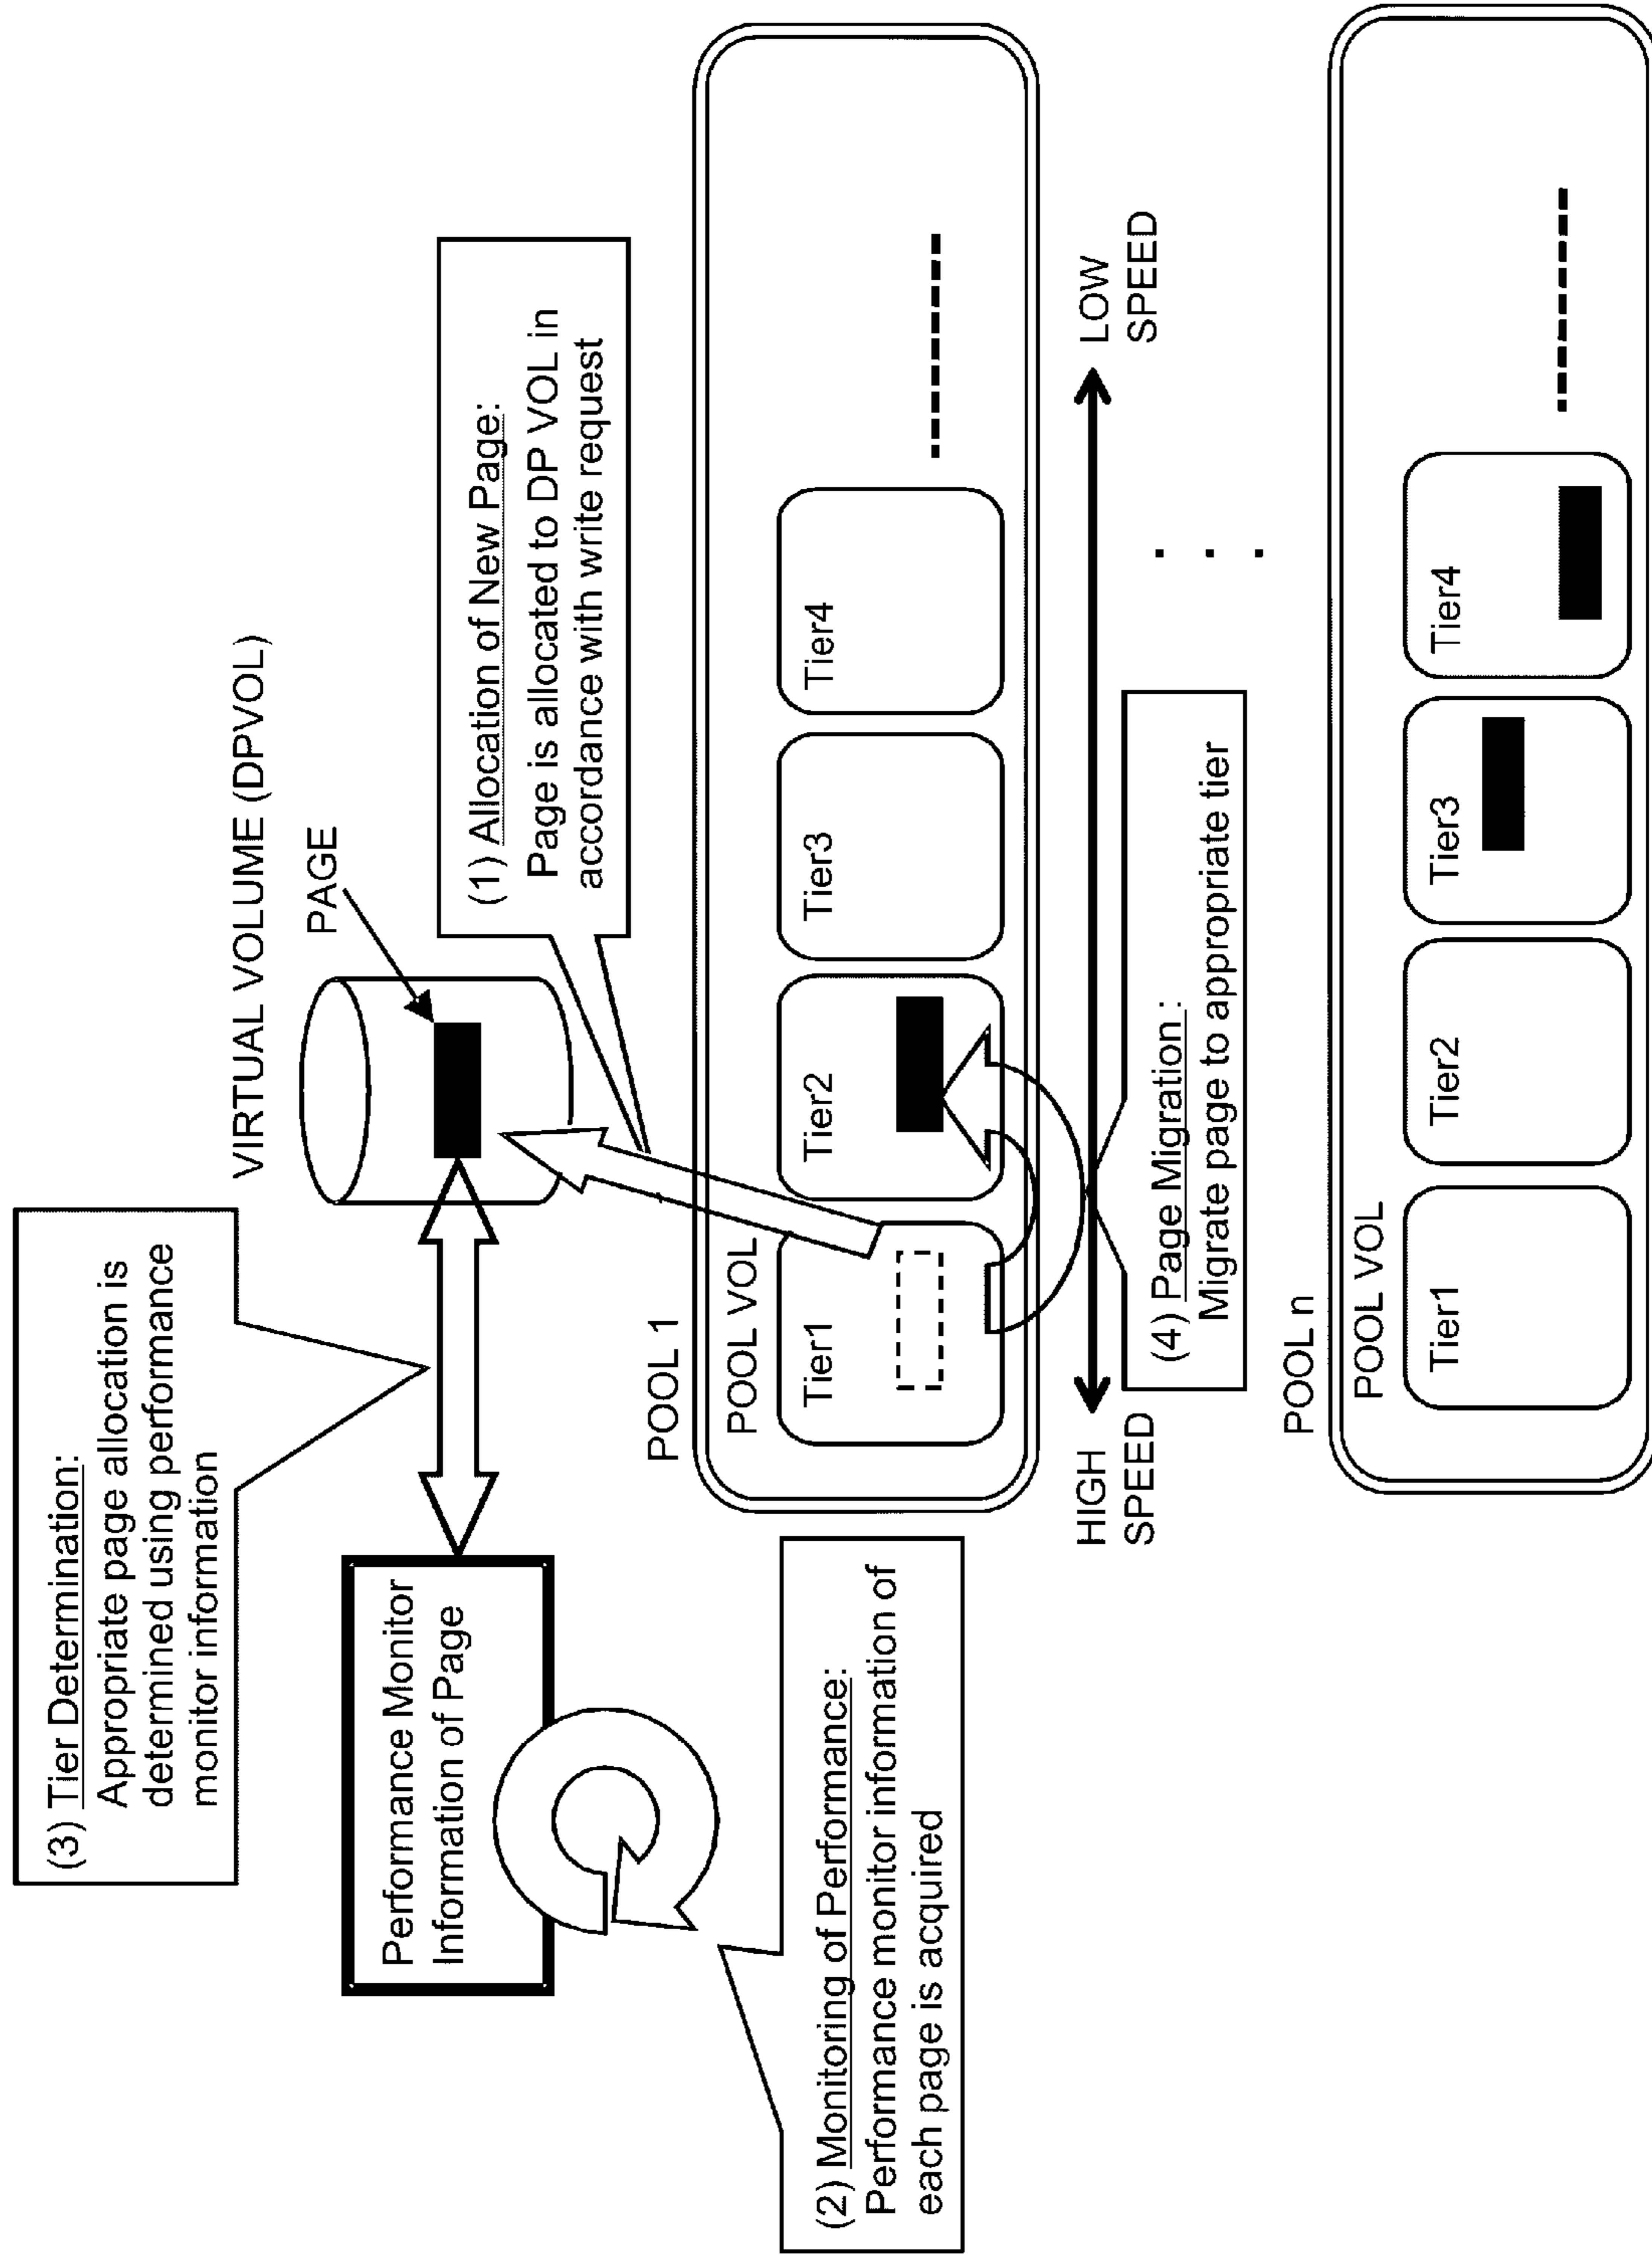 (3) Tier Determination:
Appropriate page allocation is
determined using performance
monitor information
VIRTUAL VOLUME (DPVOL)
PAGE
Performance Monitor
Information of Page
(1) Allocation of New Page:
Page is allocated to DP VOL in
accordance with write request
(2) Monitoring of Performance:
Performance monitor information of
each page is acquired
POOL 1
POOL VOL
Tier1
Tier2
Tier3
Tier4
HIGH
SPEED
LOW
SPEED
(4) Page Migration :
Migrate page to appropriate tier
. . .
POOL n
POOL VOL
Tier1
Tier2
Tier3
Tier4